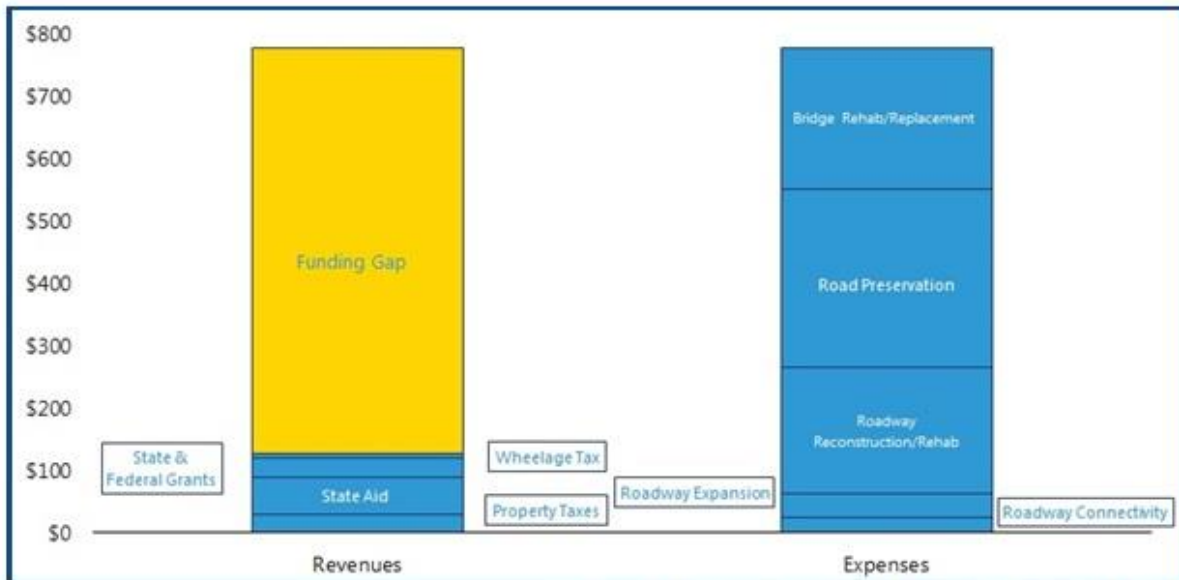 $800
$700
$600
$500
$400
$300
$200
$100
$0
Funding Gap
State &
Federal Grants
State Aid
Wheelage Tax
Property Taxes
Revenues
Bridge Rehab/Replacement
Road Preservation
Roadway
Reconstruction/Rehab
Roadway Expansion
Roadway Connectivity
Expenses